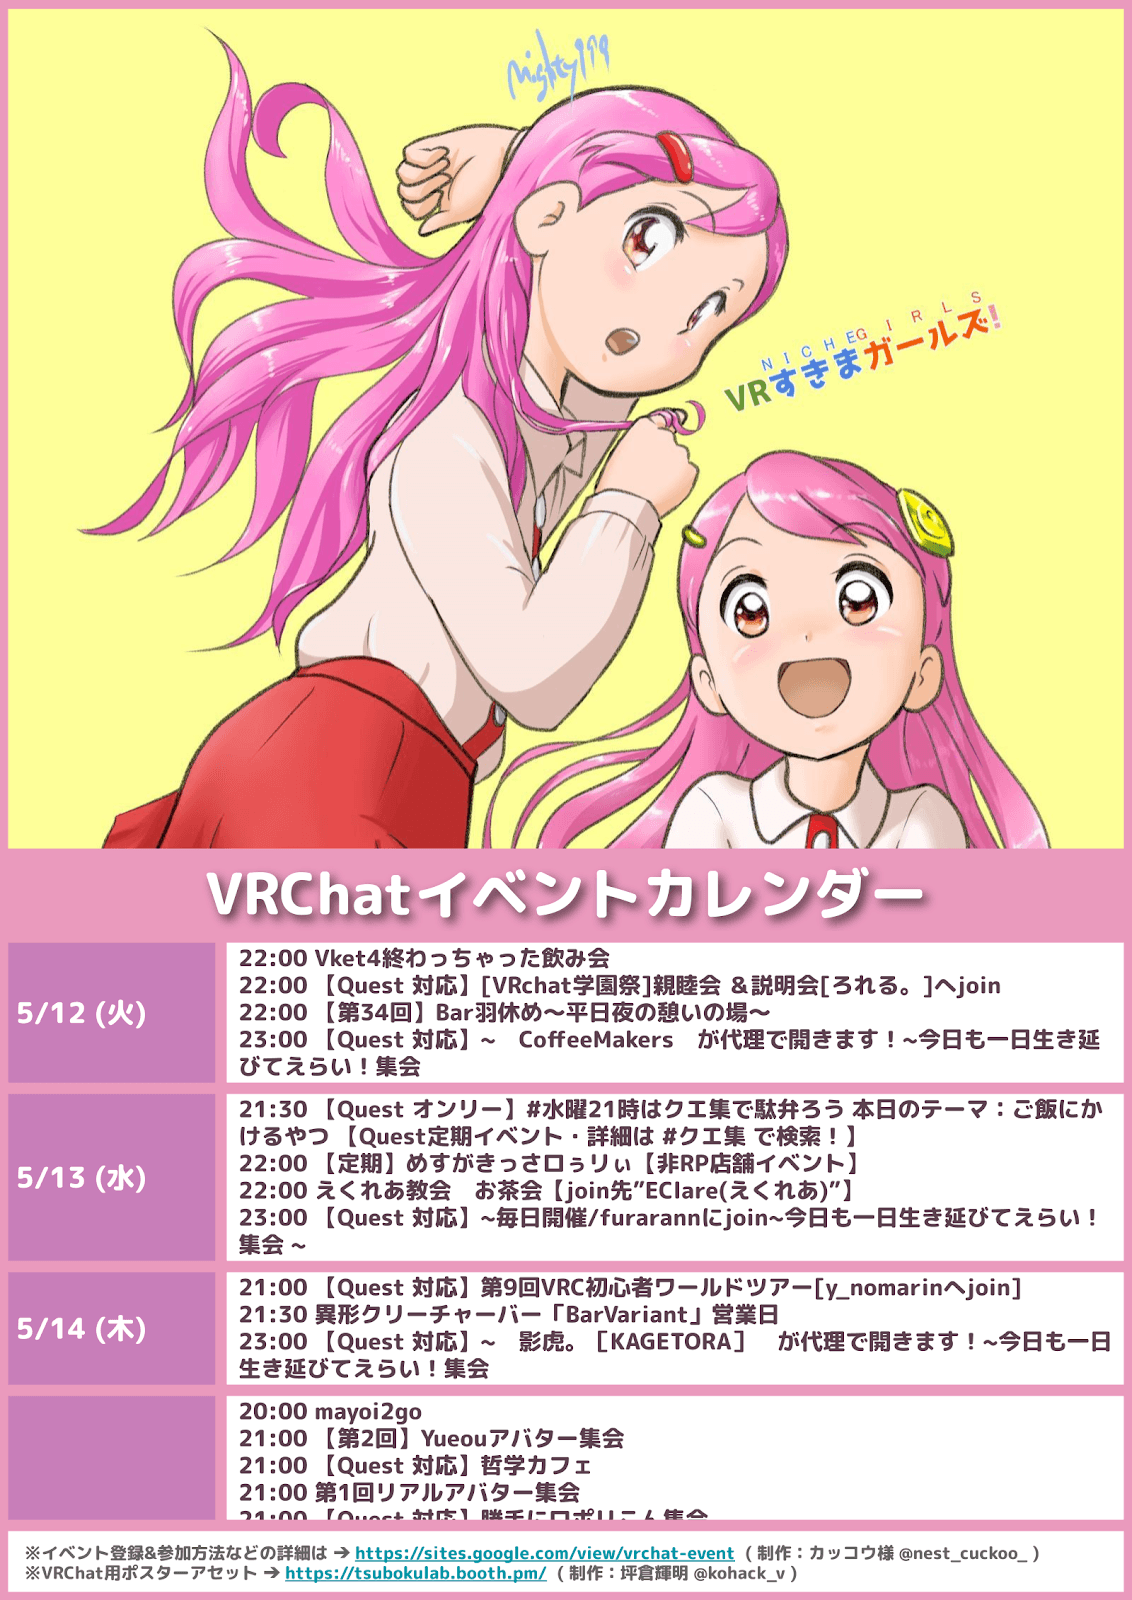 mighty999
NICHE GIRLS
VRすきまガールズ!
VRChatイベントカレンダー
5/12 (火)
22:00 Vket4終わっちゃった飲み会
22:00 【Quest 対応】[VRchat学園祭]親睦会 &説明会[ろれる。]へjoin
22:00 【第34回】Bar羽休め〜平日夜の憩いの場〜
23:00 【Quest 対応】~　CoffeeMakers　が代理で開きます！~今日も一日生き延
びてえらい！集会
5/13 (水)
21:30 【Quest オンリー】#水曜21時はクエ集で駄弁ろう 本日のテーマ：ご飯にか
けるやつ 【Quest定期イベント・詳細は #クエ集 で検索！】
22:00 【定期】めすがきっさロぅリぃ【非RP店舗イベント】
22:00 えくれあ教会　お茶会【join先”EClare(えくれあ)”】
23:00 【Quest 対応】~毎日開催/furarannにjoin~今日も一日生き延びてえらい！
集会 ~
5/14 (木)
21:00 【Quest 対応】第9回VRC初心者ワールドツアー[y_nomarinへjoin]
21:30 異形クリーチャーバー「BarVariant」営業日
23:00 【Quest 対応】~　影虎。［KAGETORA］　が代理で開きます！~今日も一日
生き延びてえらい！集会
20:00 mayoi2go
21:00 【第2回】Yueouアバター集会
21:00 【Quest 対応】哲学カフェ
21:00 第1回リアルアバター集会
21:00 【Quest 対応】勝手にロポリこん集会
※イベント登録&参加方法などの詳細は ➔ https://sites.google.com/view/vrchat-event （制作：カッコウ様 @nest_cuckoo_ ）
※VRChat用ポスターアセット ➔ https://tsubokulab.booth.pm/ （制作：坪倉輝明 @kohack_v ）